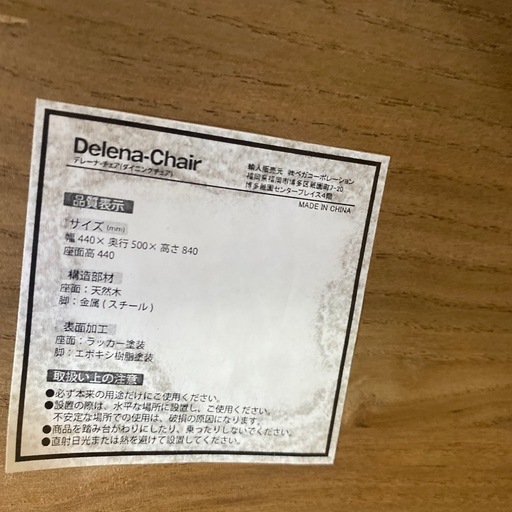 Delena-Chair
デレーナ・チェア(ダイニングチェア)
輸入販売元 ㈱ベガコーポレーション
福岡県福岡市博多区祇園町7-20
博多祇園センタープレイス4階
MADE IN CHINA
品質表示
サイズ(mm)
幅 440× 奥行 500× 高さ 840
座面高 440
構造部材
座面：天然木
脚：金属 ( スチール )
表面加工
座面：ラッカー塗装
脚：エポキシ樹脂塗装
取扱い上の注意
●必ず本来の用途だけにご使用ください。
●設置の際は、水平な場所に設置し、ご使用ください。
不安定な場所での使用は、破損の原因になります。
●商品を踏み台がわりにしたり、乗ったりしないでください。
●直射日光または熱を避けて設置してください。